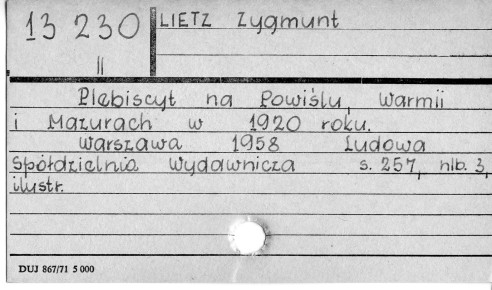 13 230 LIETZ Zygmunt
II
Plebiscyt na Powiślu, Warmii
i Mazurach w 1920 roku.
Warszawa 1958 Ludowa
Spółdzielnia Wydawnicza s. 257, nlb. 3,
ilustr.
DUJ 867/71 5 000